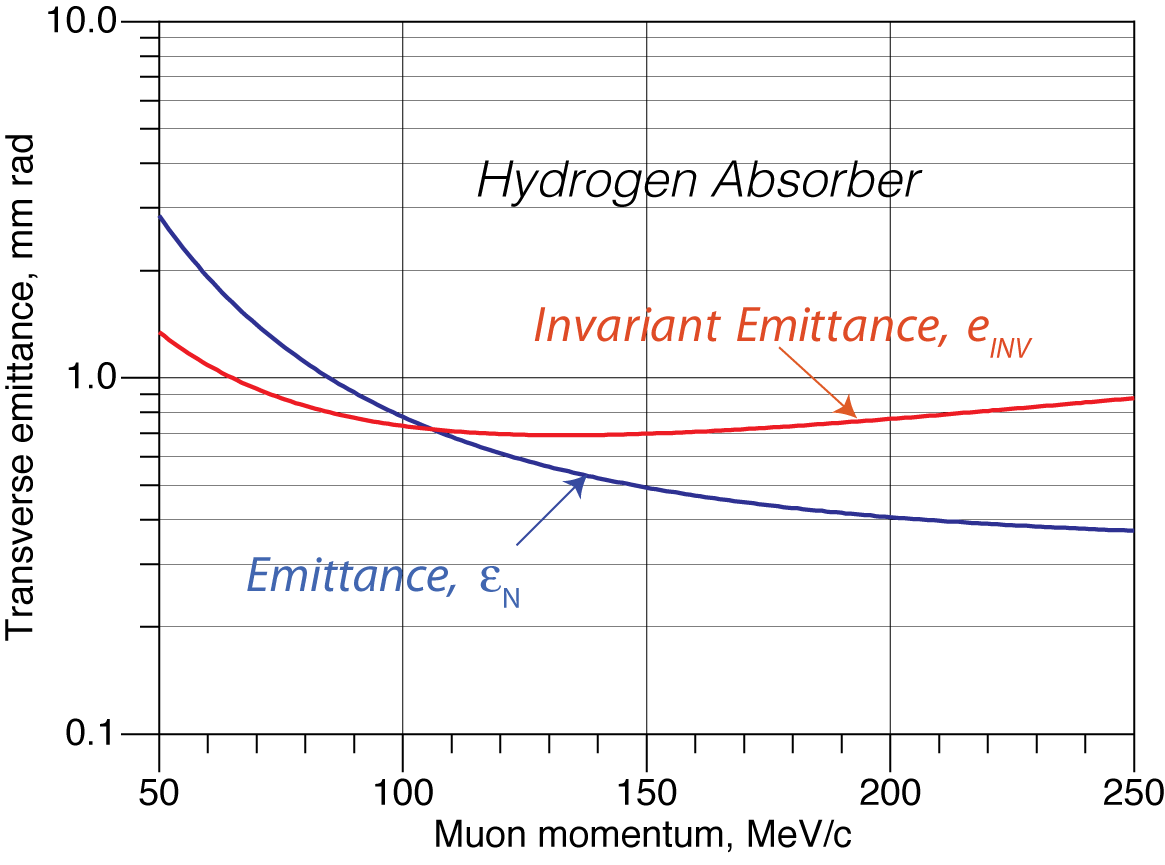 10.0
Hydrogen Absorber
Invariant Emittance, e INV
1.0
Emittance, εN
0.1
Transverse emittance, mm rad
50 100 150 200 250
Muon momentum, MeV/c